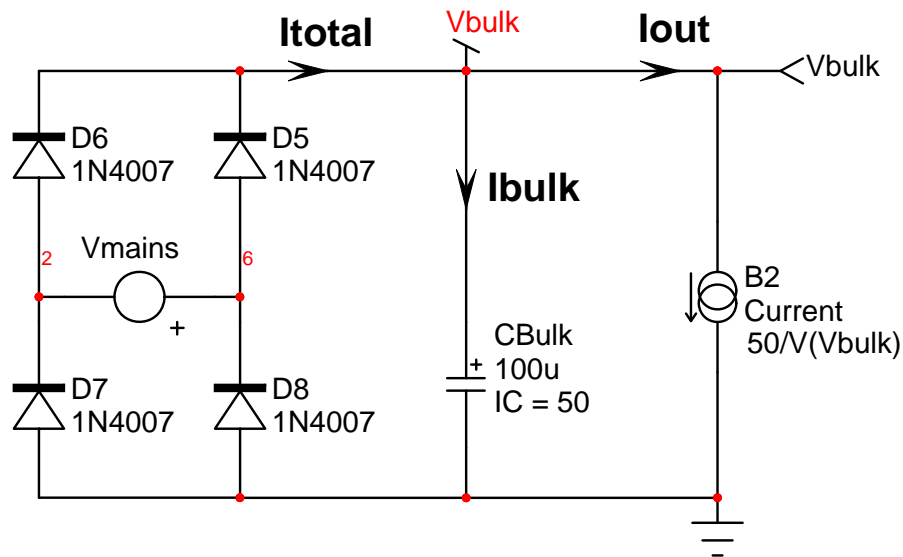 Itotal
Vbulk
Iout
Vbulk
D6
1N4007
D5
1N4007
Ibulk
2
Vmains
6
+
B2
Current
50/V(Vbulk)
CBulk
+
100u
IC = 50
D7
1N4007
D8
1N4007